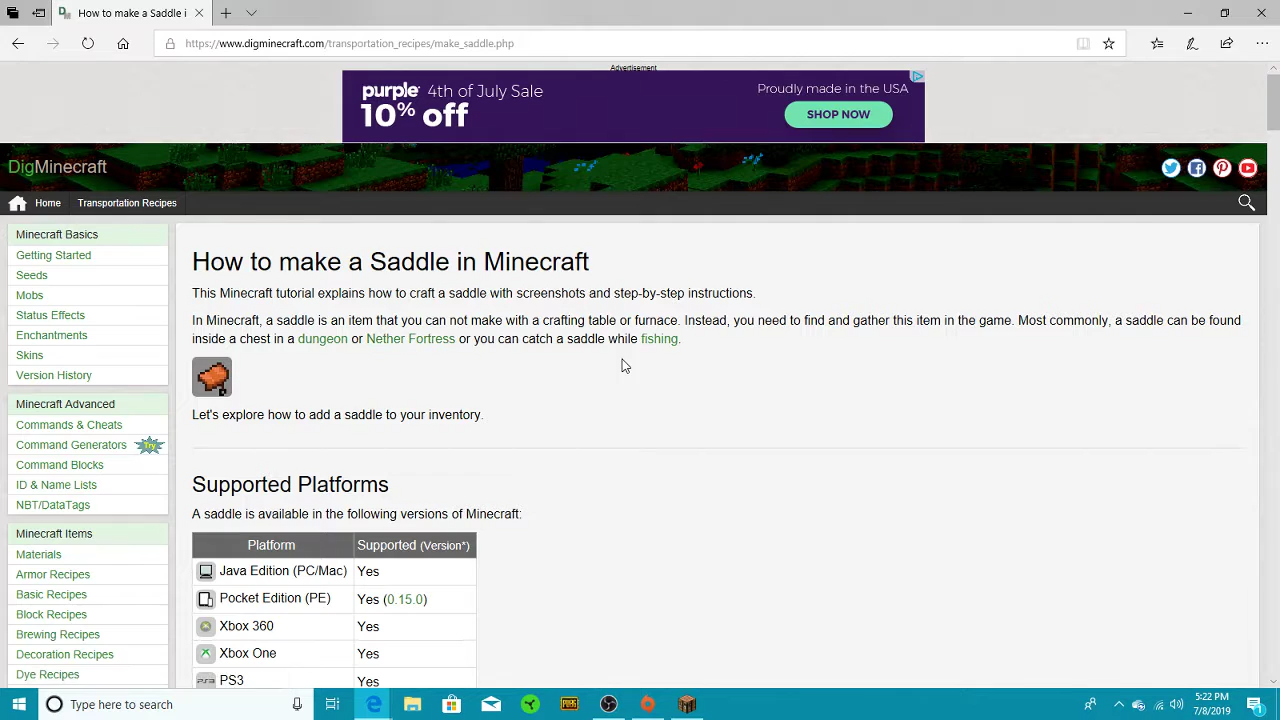 How to make a Saddle i
https://www.digminecraft.com/transportation_recipes/make_saddle.php
Advertisement
purple 4th of July Sale
10% off
Proudly made in the USA
SHOP NOW
DigMinecraft
Home Transportation Recipes
Minecraft Basics
Getting Started
Seeds
Mobs
Status Effects
Enchantments
Skins
Version History
Minecraft Advanced
Commands & Cheats
Command Generators Try
Command Blocks
ID & Name Lists
NBT/DataTags
Minecraft Items
Materials
Armor Recipes
Basic Recipes
Block Recipes
Brewing Recipes
Decoration Recipes
Dye Recipes
How to make a Saddle in Minecraft
This Minecraft tutorial explains how to craft a saddle with screenshots and step-by-step instructions.
In Minecraft, a saddle is an item that you can not make with a crafting table or furnace. Instead, you need to find and gather this item in the game. Most commonly, a saddle can be found
inside a chest in a dungeon or Nether Fortress or you can catch a saddle while fishing.
Let's explore how to add a saddle to your inventory.
Supported Platforms
A saddle is available in the following versions of Minecraft:
Platform Supported (Version*)
Java Edition (PC/Mac) Yes
Pocket Edition (PE) Yes (0.15.0)
Xbox 360 Yes
Xbox One Yes
PS3 Yes
Type here to search
PUBG
5:22 PM
7/8/2019
1